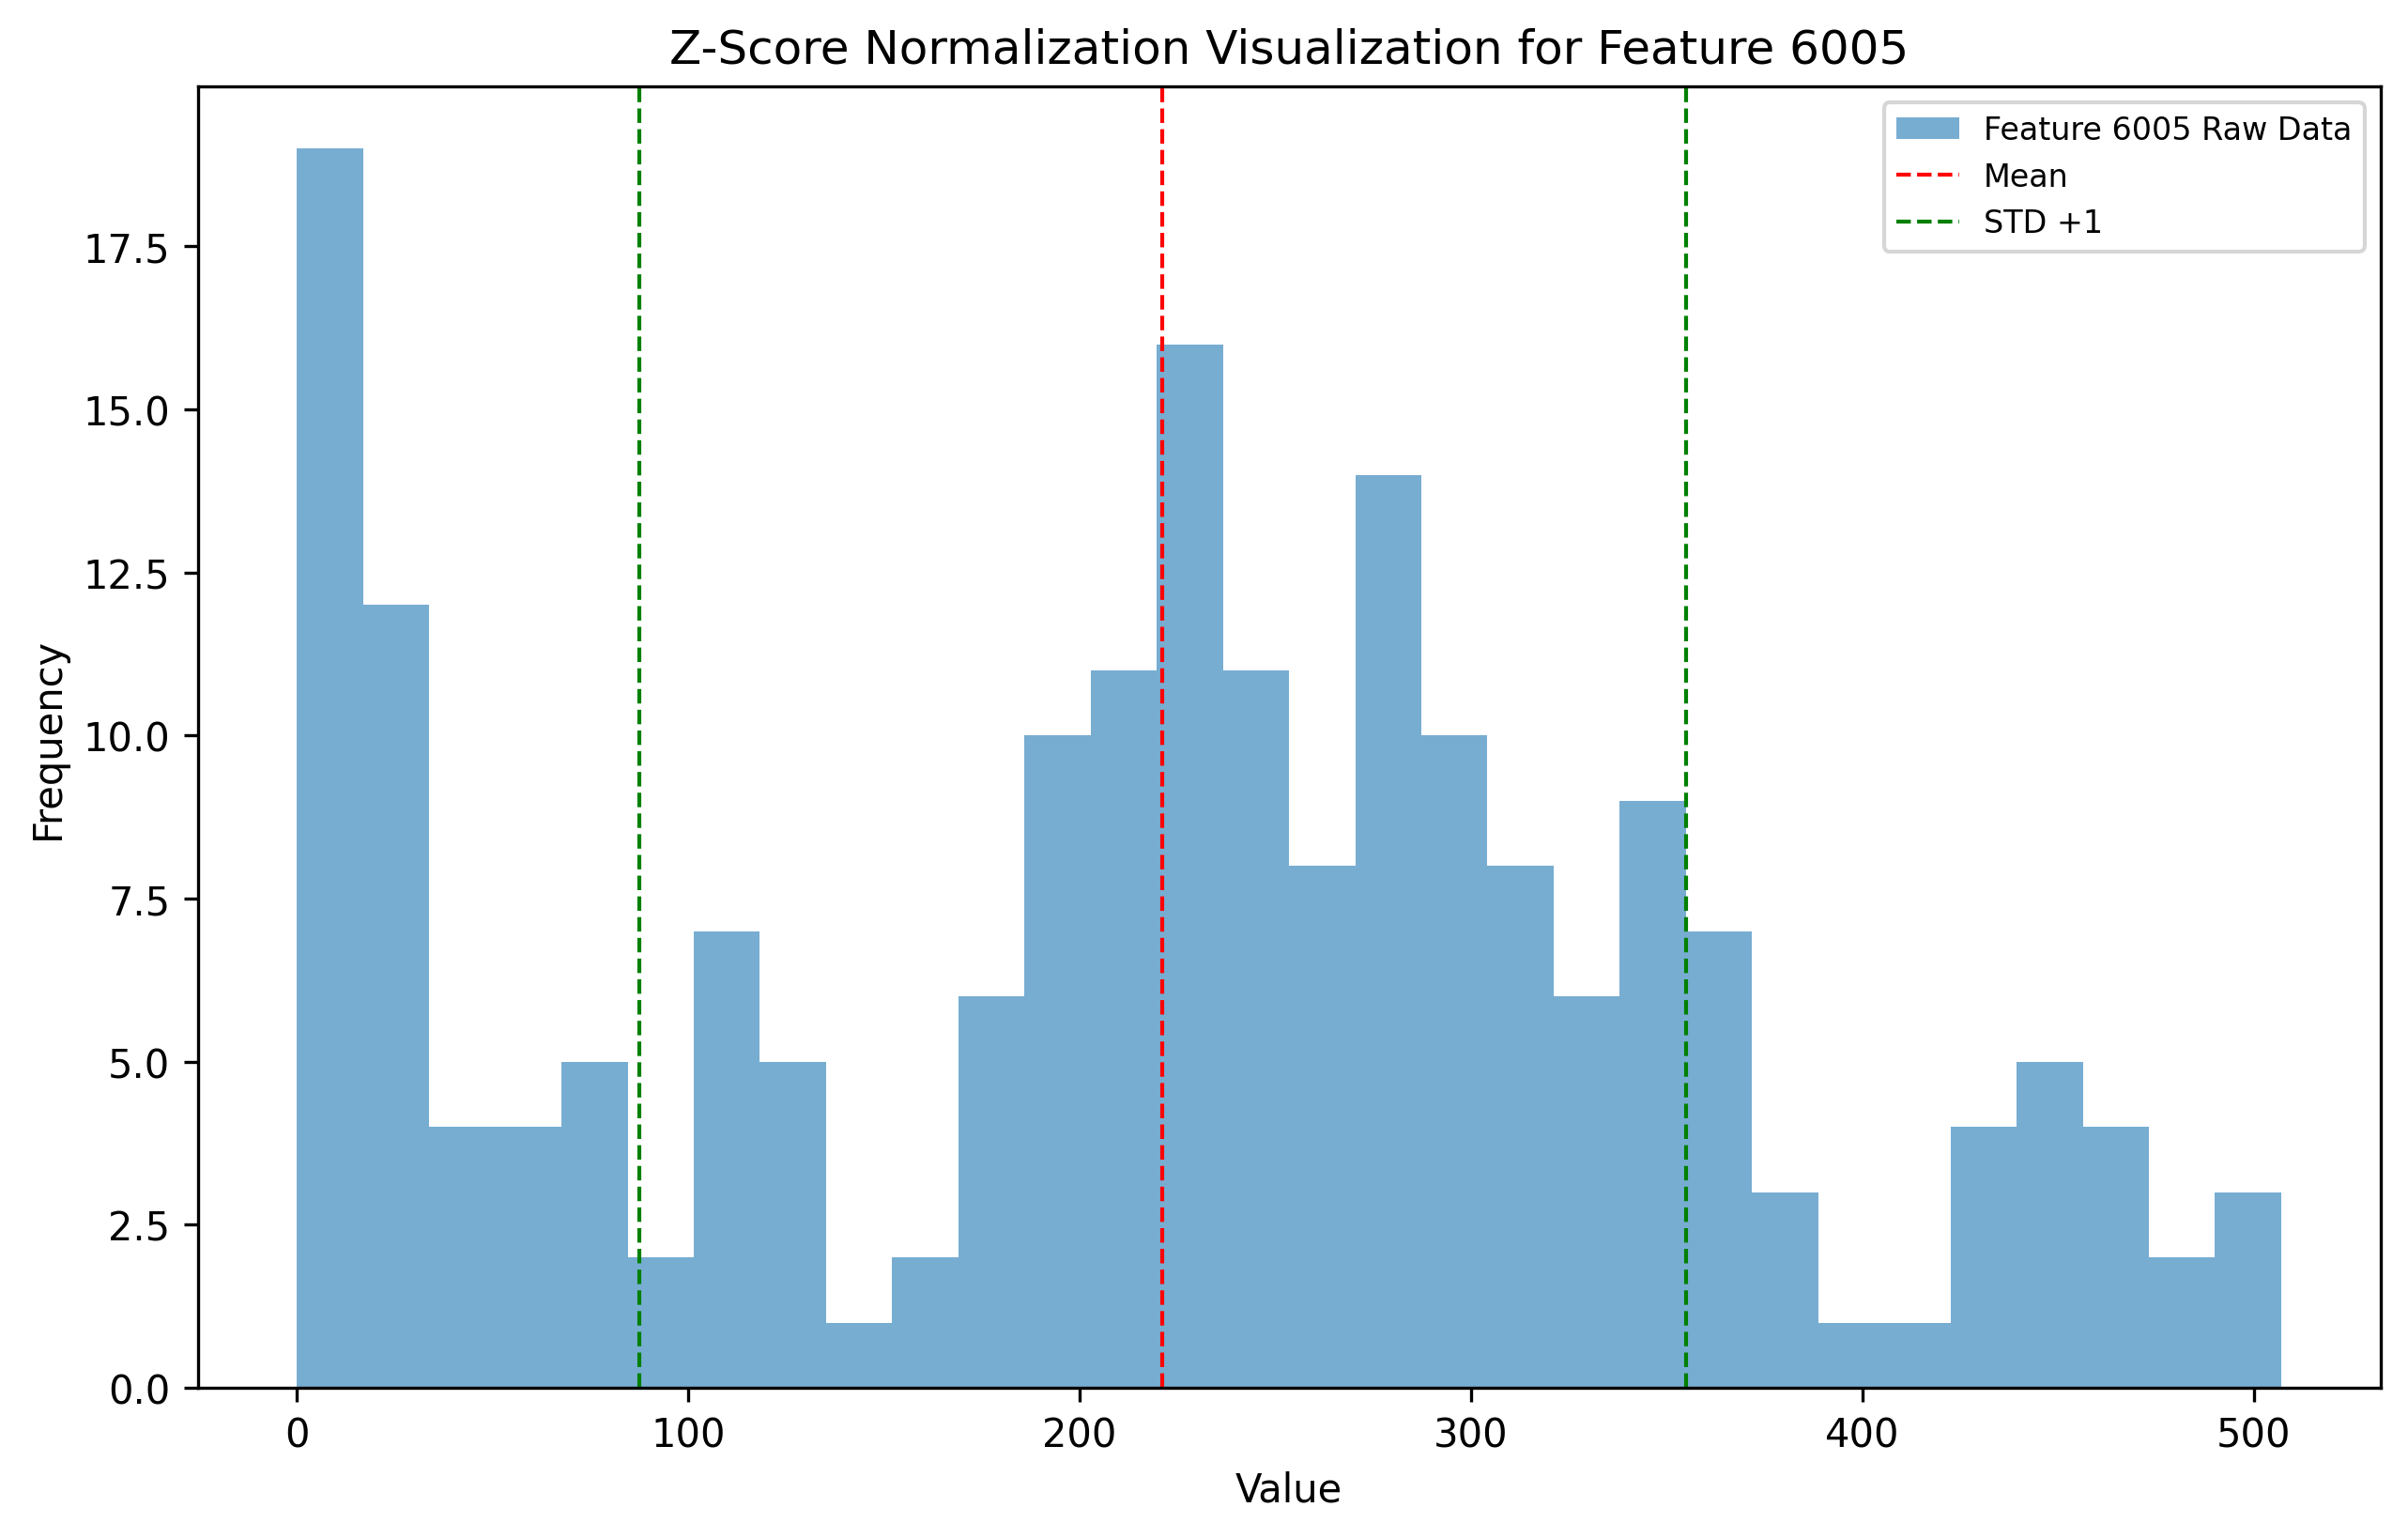 Z-Score Normalization Visualization for Feature 6005
Feature 6005 Raw Data
Mean
STD +1
Frequency
17.5
15.0
12.5
10.0
7.5
5.0
2.5
0.0
0 100 200 300 400 500
Value